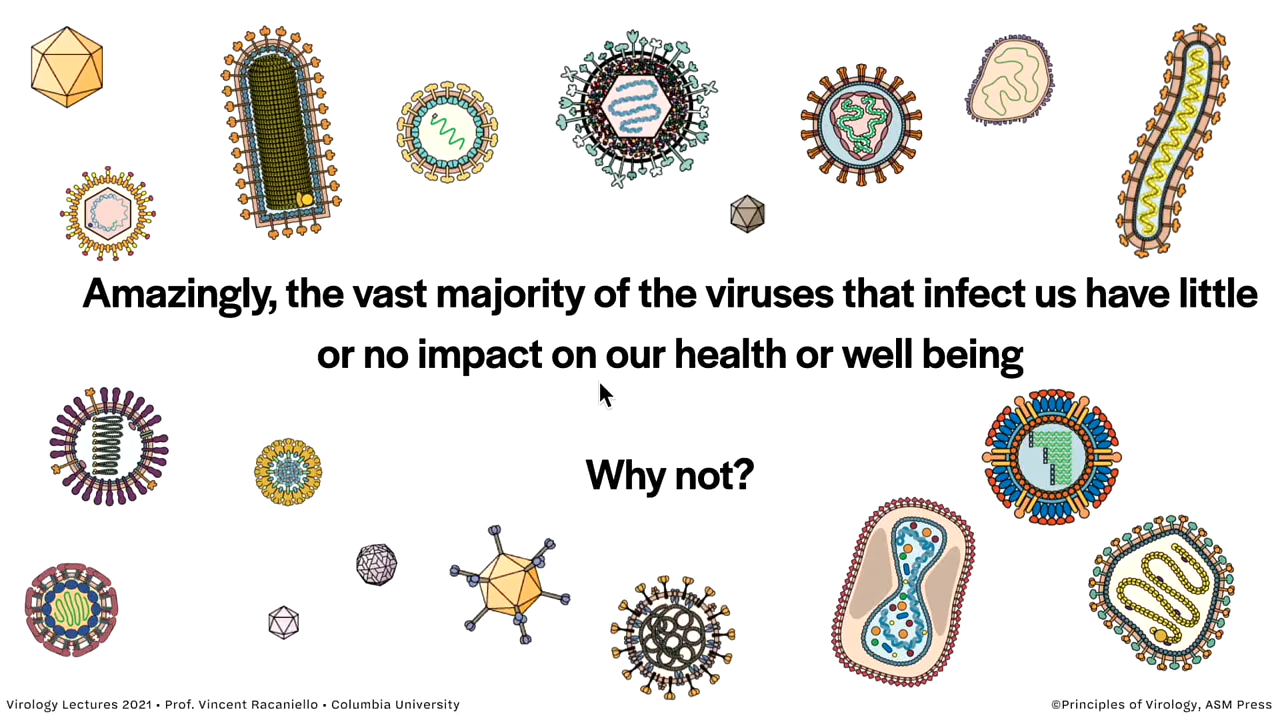 Amazingly, the vast majority of the viruses that infect us have little
or no impact on our health or well being
Why not?
Virology Lectures 2021 • Prof. Vincent Racaniello • Columbia University
©Principles of Virology, ASM Press